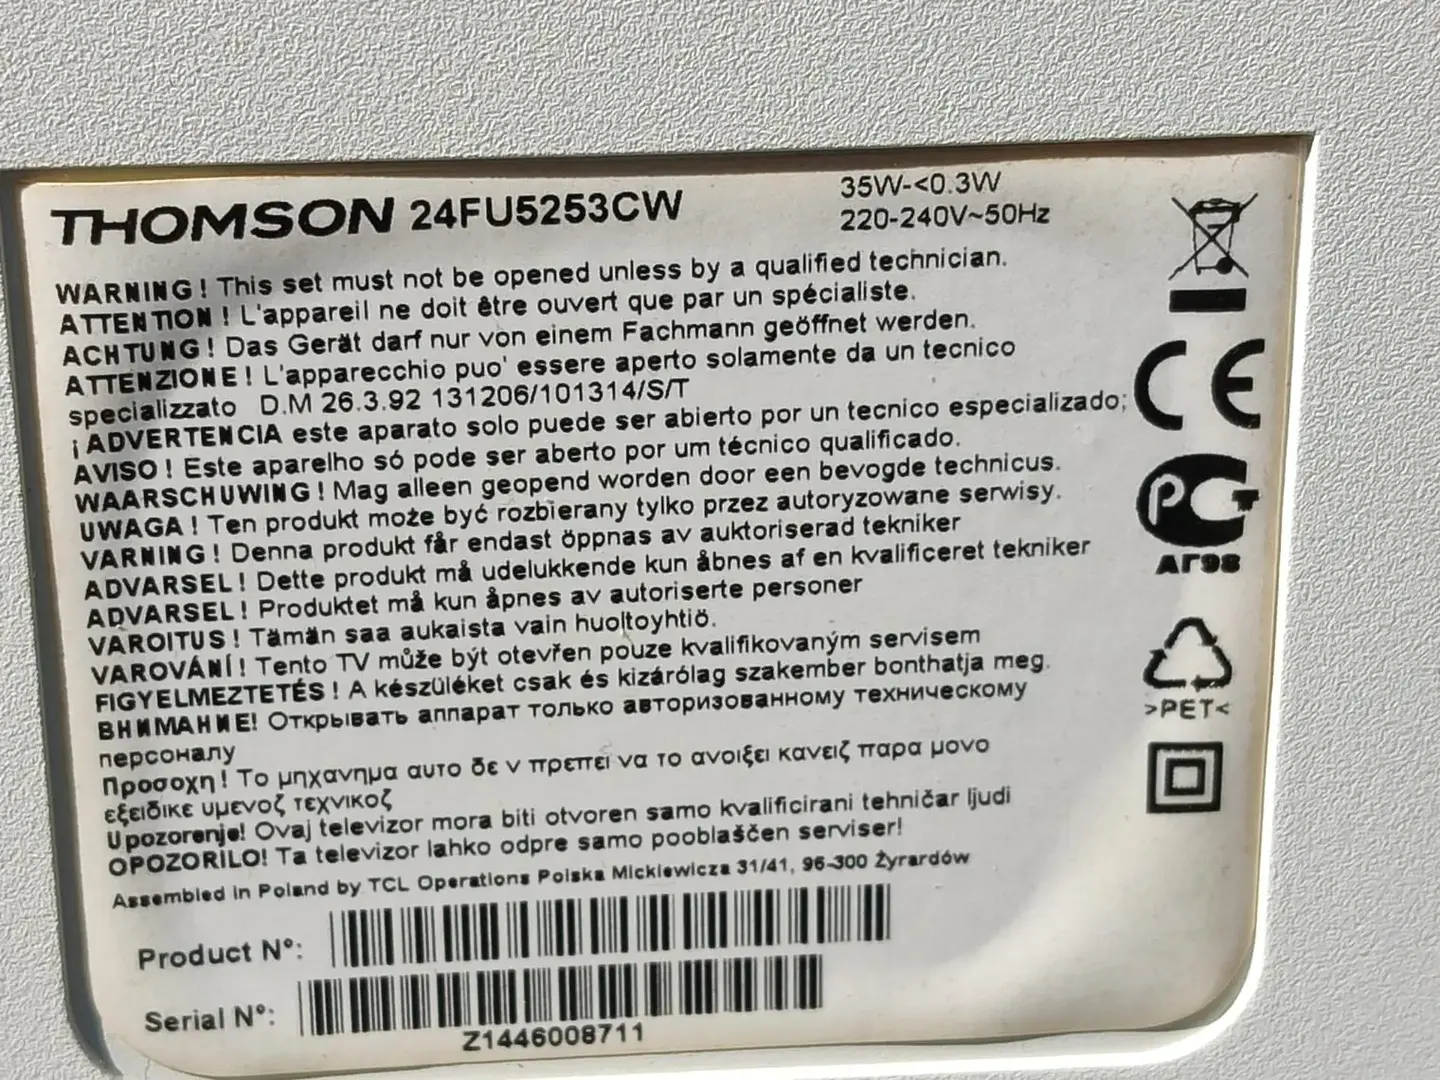 THOMSON 24FU5253CW
35W-<0.3W
220-240V~50Hz
WARNING! This set must not be opened unless by a qualified technician.
ATTENTION! L'appareil ne doit être ouvert que par un spécialiste.
ACHTUNG! Das Gerät darf nur von einem Fachmann geöffnet werden.
ATTENZIONE! L'apparecchio puo' essere aperto solamente da un tecnico
specializzato D.M 26.3.92 131206/101314/S/T
¡ADVERTENCIA este aparato solo puede ser abierto por un tecnico especializado;
AVISO! Este aparelho só pode ser aberto por um técnico qualificado.
WAARSCHUWING! Mag alleen geopend worden door een bevogde technicus.
UWAGA! Ten produkt może być rozbierany tylko przez autoryzowane serwisy.
VARNING! Denna produkt får endast öppnas av auktoriserad tekniker
ADVARSEL! Dette produkt må udelukkende kun åbnes af en kvalificeret tekniker
ADVARSEL! Produktet må kun åpnes av autoriserte personer
VAROITUS! Tämän saa aukaista vain huoltoyhtiö.
VAROVÁNÍ! Tento TV může být otevřen pouze kvalifikovaným servisem
FIGYELMEZTETÉS! A készüléket csak és kizárólag szakember bonthatja meg.
ВНИМАНИЕ! Открывать аппарат только авторизованному техническому
персоналу
Προσοχη! Το μηχανημα αυτο δε ν πρεπει να το ανοιξει κανειζ παρα μονο
εξειδικε υμενοζ τεχνικοζ
Upozorenje! Ovaj televizor mora biti otvoren samo kvalificirani tehničar ljudi
OPOZORILO! Ta televizor lahko odpre samo pooblaščen serviser!
Assembled in Poland by TCL Operations Polska Mickiewicza 31/41, 96-300 Żyrardów
Product N°:
Serial N°:
Z1446008711
CE
PG
АГ98
>PET<